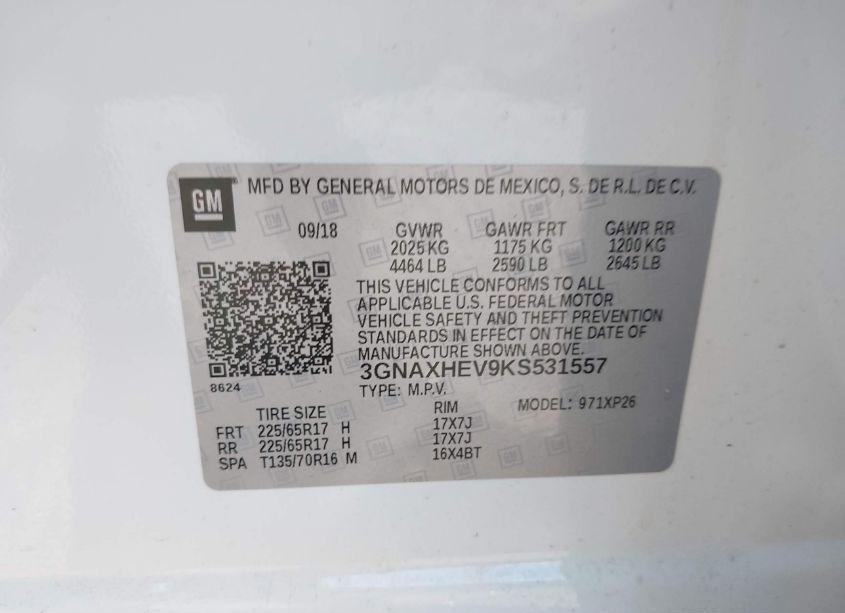 GM MFD BY GENERAL MOTORS DE MEXICO, S. DE R.L. DE C.V.
09/18 GVWR GAWR FRT GAWR RR
2025 KG 1175 KG 1200 KG
4464 LB 2590 LB 2645 LB
THIS VEHICLE CONFORMS TO ALL
APPLICABLE U.S. FEDERAL MOTOR
VEHICLE SAFETY AND THEFT PREVENTION
STANDARDS IN EFFECT ON THE DATE OF
MANUFACTURE SHOWN ABOVE.
3GNAXHEV9KS531557
8624 TYPE: M.P.V.
TIRE SIZE RIM MODEL: 971XP26
FRT 225/65R17 H 17X7J
RR 225/65R17 H 17X7J
SPA T135/70R16 M 16X4BT